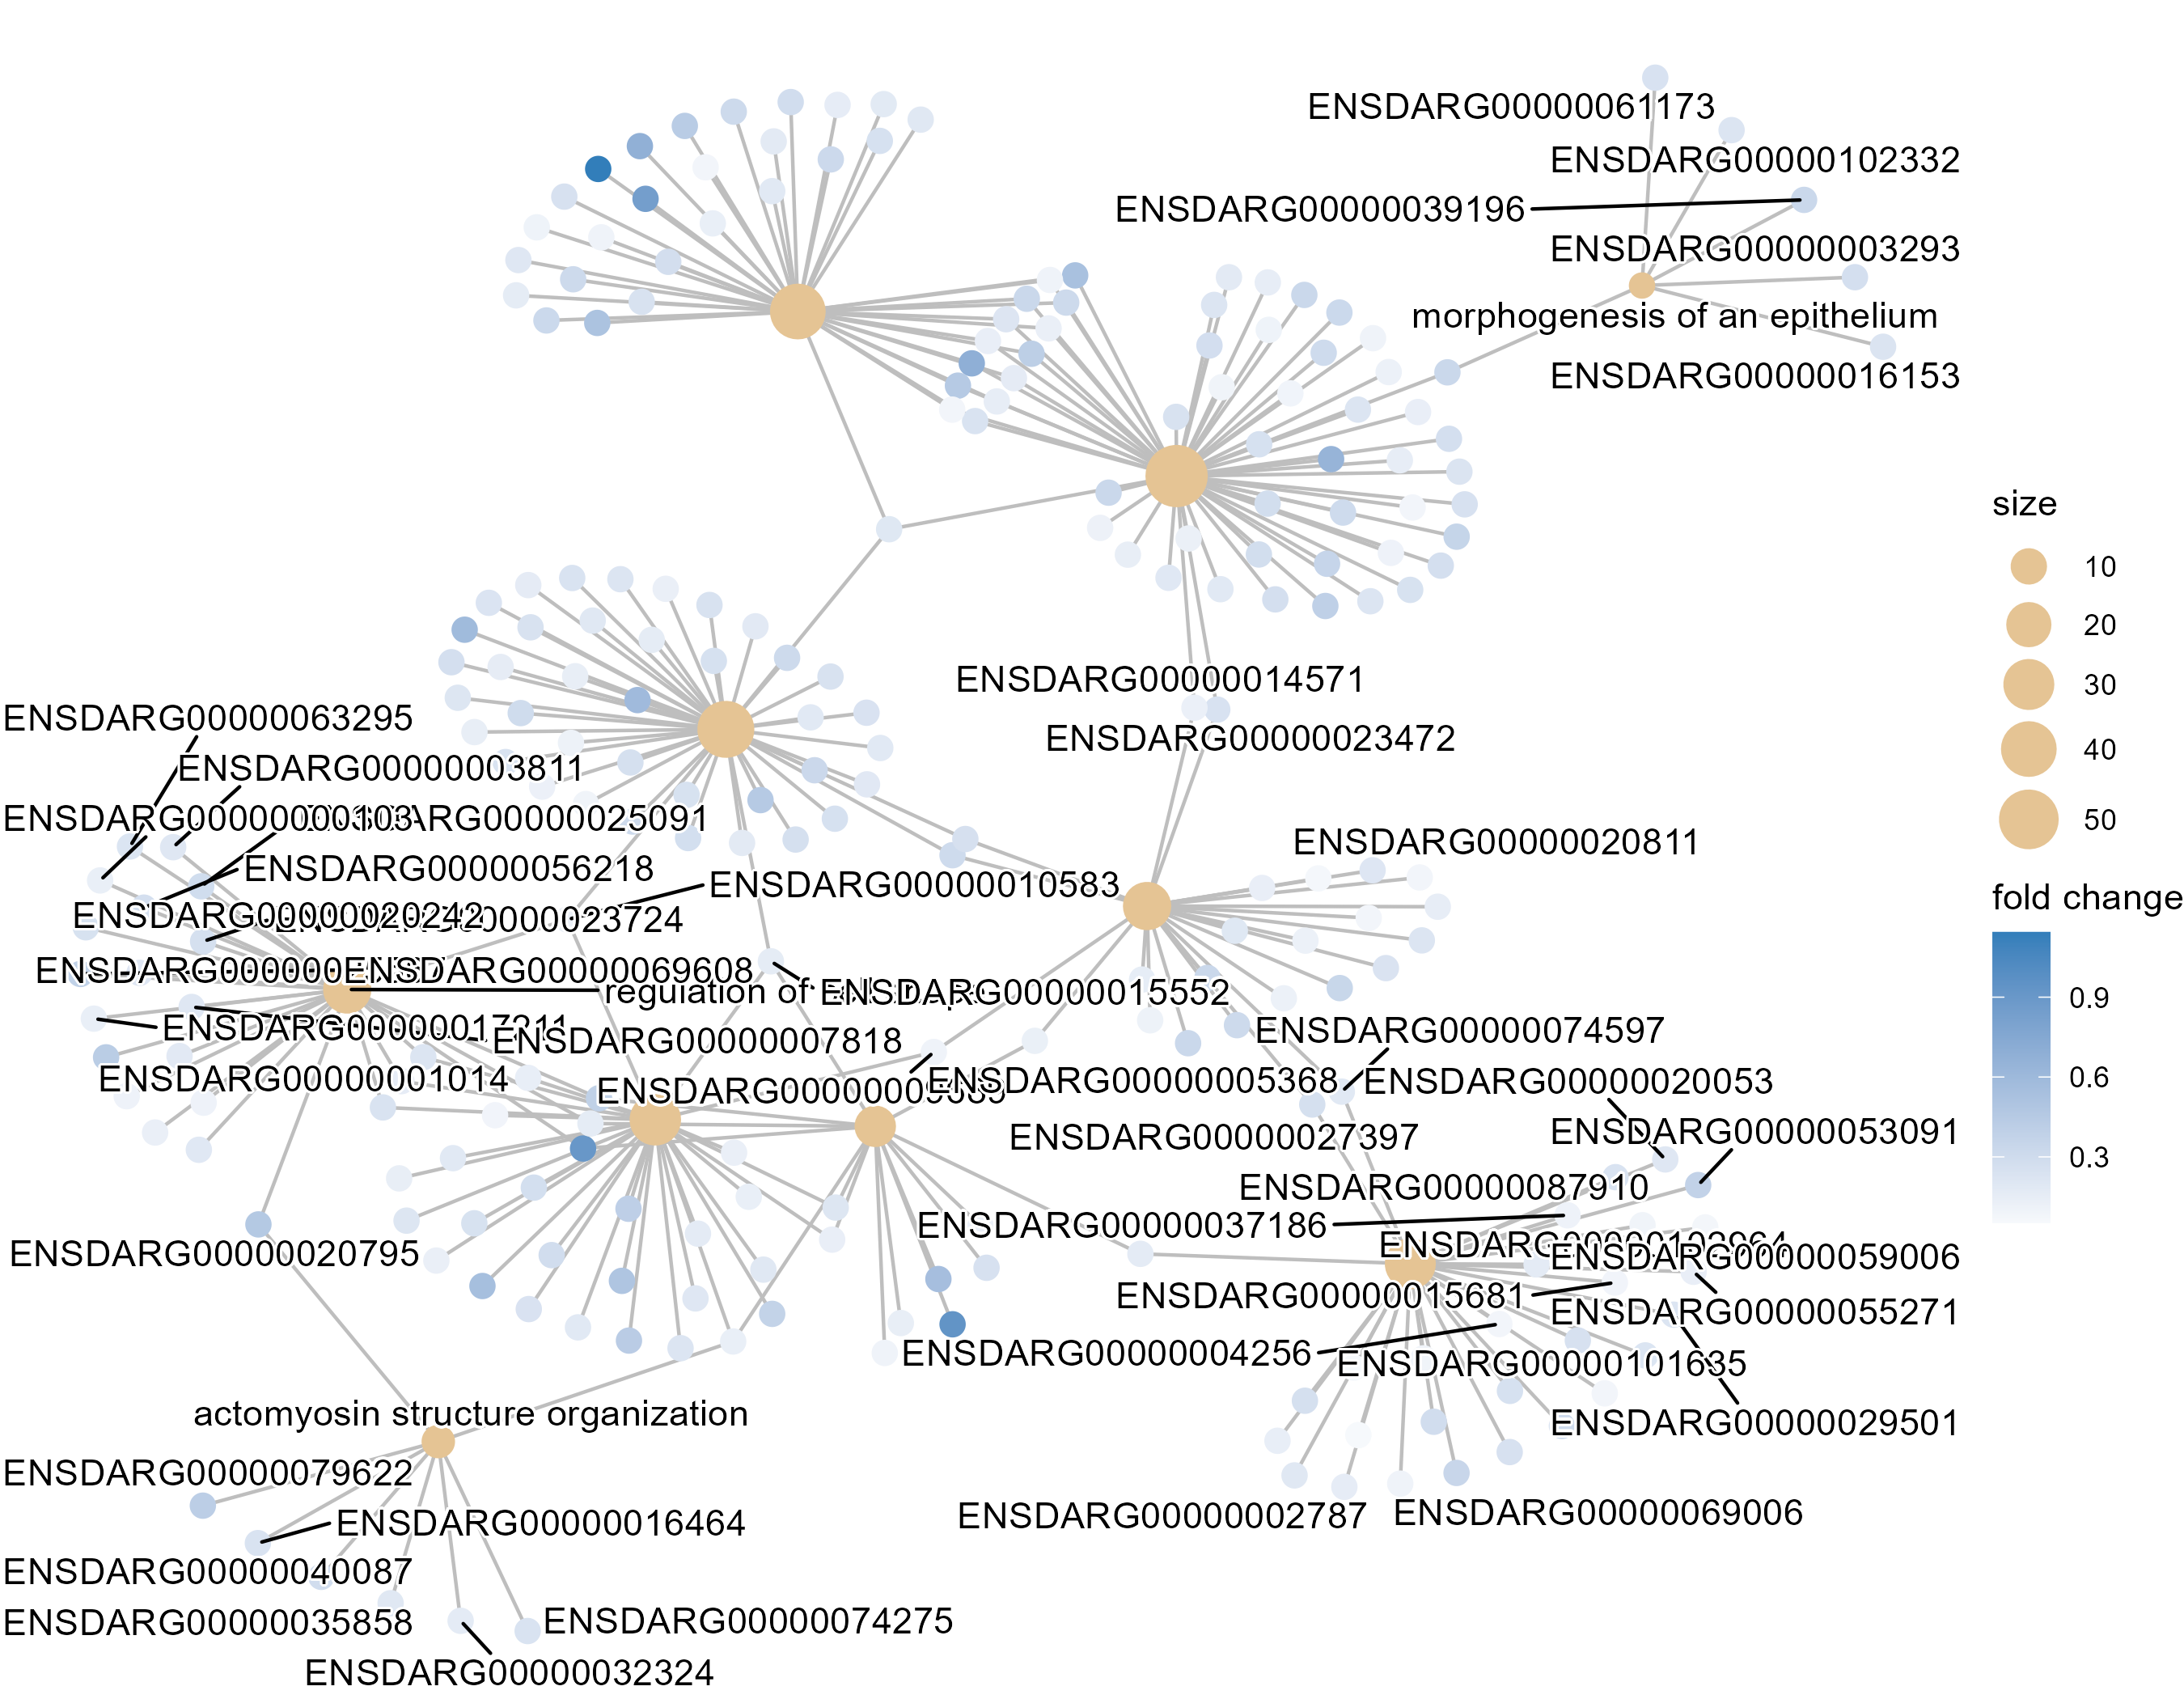 ENSDARG00000061173
ENSDARG00000102332
ENSDARG00000039196
ENSDARG00000003293
morphogenesis of an epithelium
ENSDARG00000016153
size
10
20
30
40
50
ENSDARG00000014571
ENSDARG00000023472
ENSDARG00000063295
ENSDARG00000003811
ENSDARG00000025091
ENSDARG00000020811
ENSDARG00000056218
ENSDARG00000010583
fold change
0.9
0.6
0.3
ENSDARG00000020242
ENSDARG00000069608
regulation of
ENSDARG00000015552
ENSDARG00000007818
ENSDARG00000074597
ENSDARG00000001014
ENSDARG00000005368
ENSDARG00000020053
ENSDARG00000027397
ENSDARG00000053091
ENSDARG00000087910
ENSDARG00000037186
ENSDARG00000020795
ENSDARG00000059006
ENSDARG00000015681
ENSDARG00000055271
ENSDARG00000004256
ENSDARG00000101635
actomyosin structure organization
ENSDARG00000029501
ENSDARG00000079622
ENSDARG00000002787
ENSDARG00000069006
ENSDARG00000016464
ENSDARG00000040087
ENSDARG00000035858
ENSDARG00000074275
ENSDARG00000032324